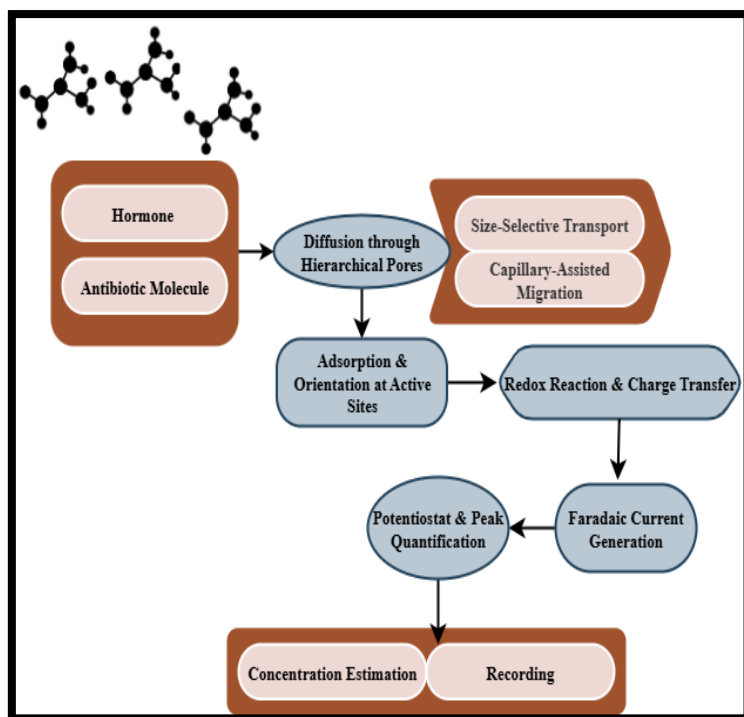 Hormone
Antibiotic Molecule
Diffusion through
Hierarchical Pores
Size-Selective Transport
Capillary-Assisted
Migration
Adsorption &
Orientation at Active
Sites
Redox Reaction & Charge Transfer
Potentiostat & Peak
Quantification
Faradaic Current
Generation
Concentration Estimation
Recording